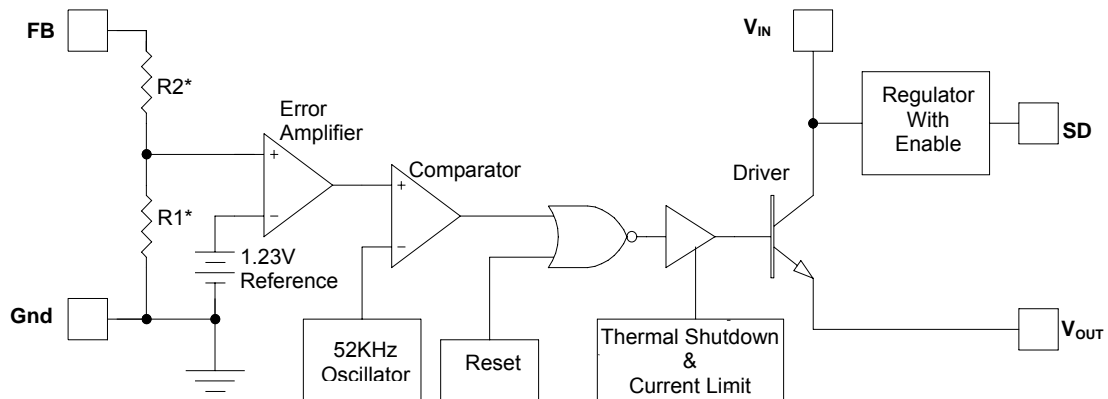 FB
R2*
R1*
Gnd
Error
Amplifier
+
-
1.23V
Reference
Comparator
+
-
52KHz
Oscillator
Reset
Thermal Shutdown
&
Current Limit
Driver
VIN
Regulator
With
Enable
SD
VOUT